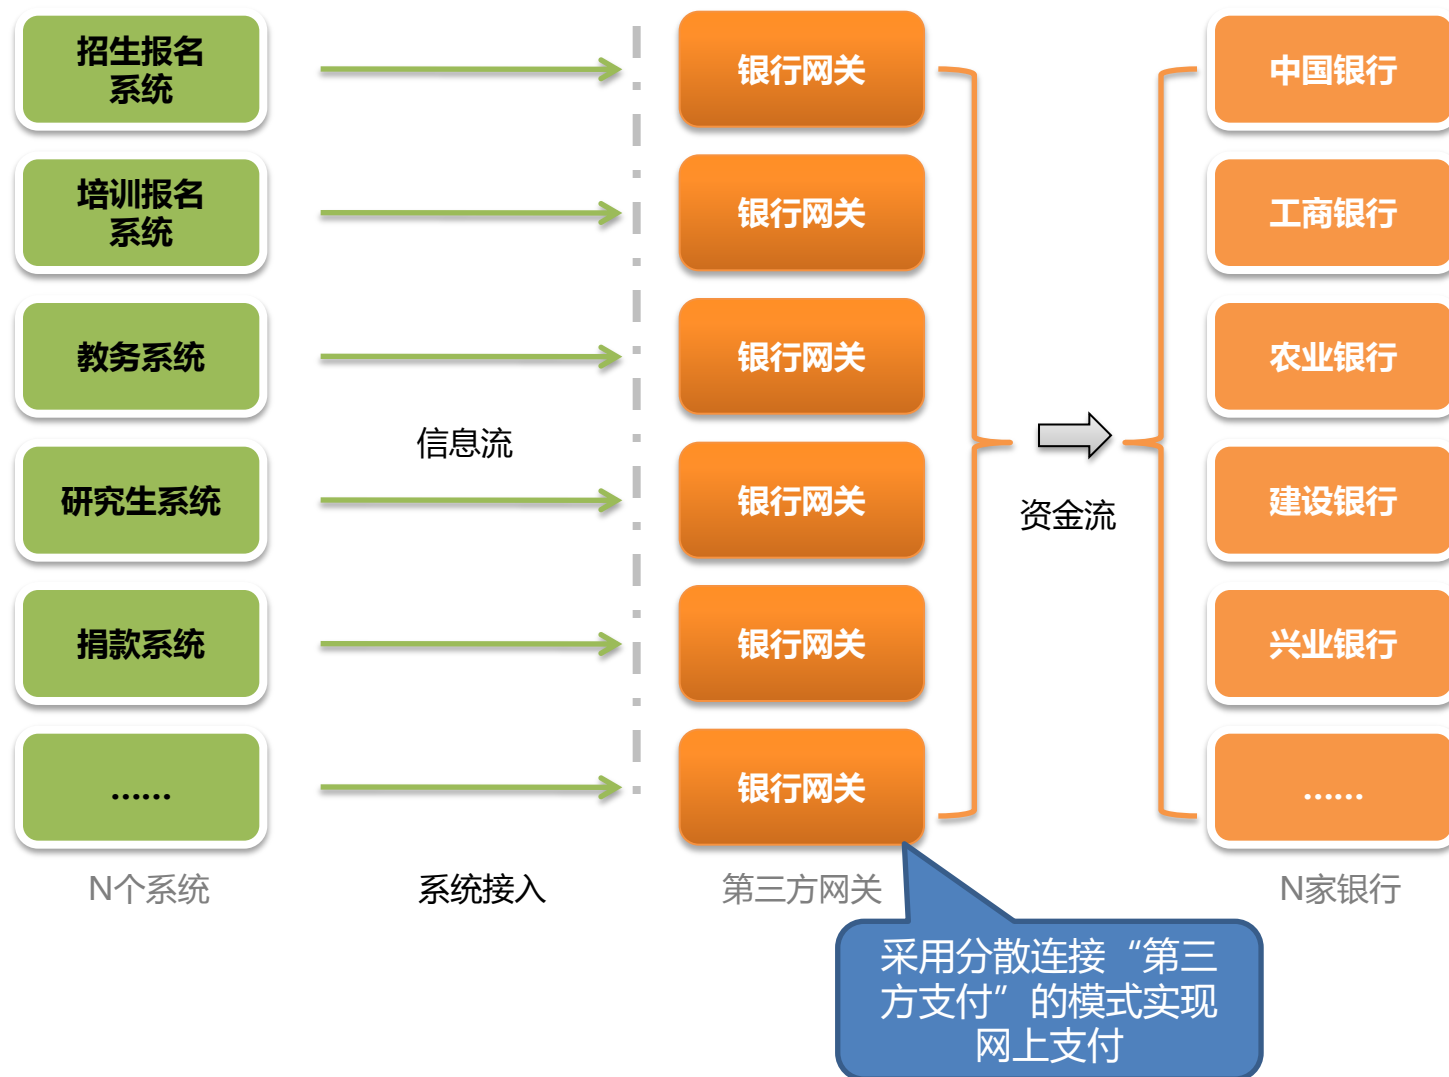 招生报名
系统
银行网关
中国银行
培训报名
系统
银行网关
工商银行
教务系统
银行网关
农业银行
信息流
研究生系统
银行网关
资金流
建设银行
捐款系统
银行网关
兴业银行
……
银行网关
……
N个系统
系统接入
第三方网关
N家银行
采用分散连接“第三
方支付”的模式实现
网上支付